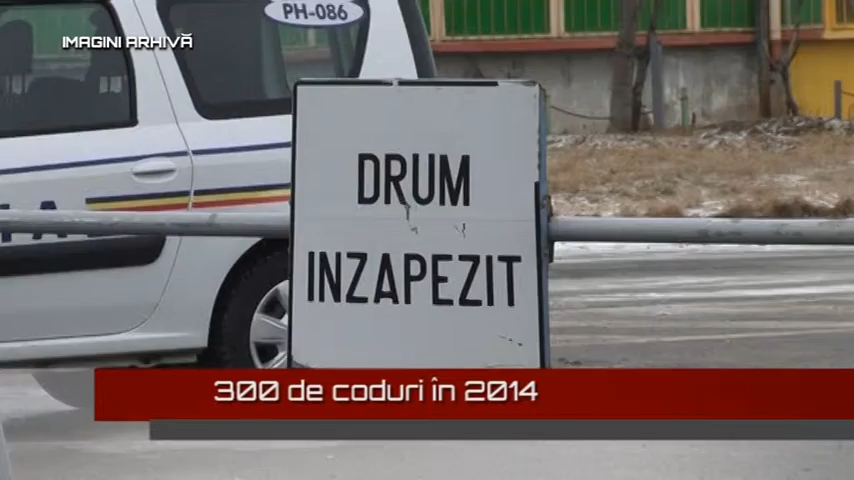 PH-086
IMAGINI ARHIVĂ
DRUM
INZAPEZIT
300 de coduri în 2014